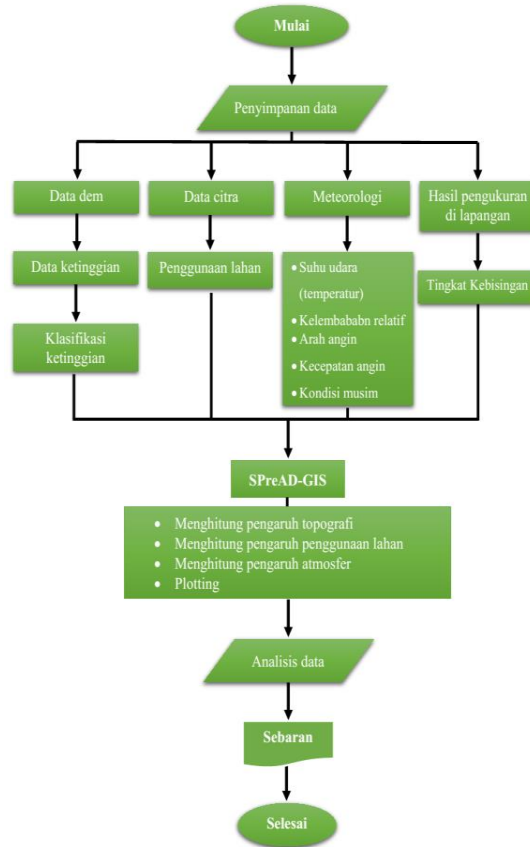 Mulai
Penyimpanan data
Data dem
Data citra
Meteorologi
Hasil pengukuran
di lapangan
Data ketinggian
Penggunaan lahan
• Suhu udara
(temperatur)
• Kelembababn relatif
• Arah angin
• Kecepatan angin
• Kondisi musim
Tingkat Kebisingan
Klasifikasi
ketinggian
SPreAD-GIS
• Menghitung pengaruh topografi
• Menghitung pengaruh penggunaan lahan
• Menghitung pengaruh atmosfer
• Plotting
Analisis data
Sebaran
Selesai